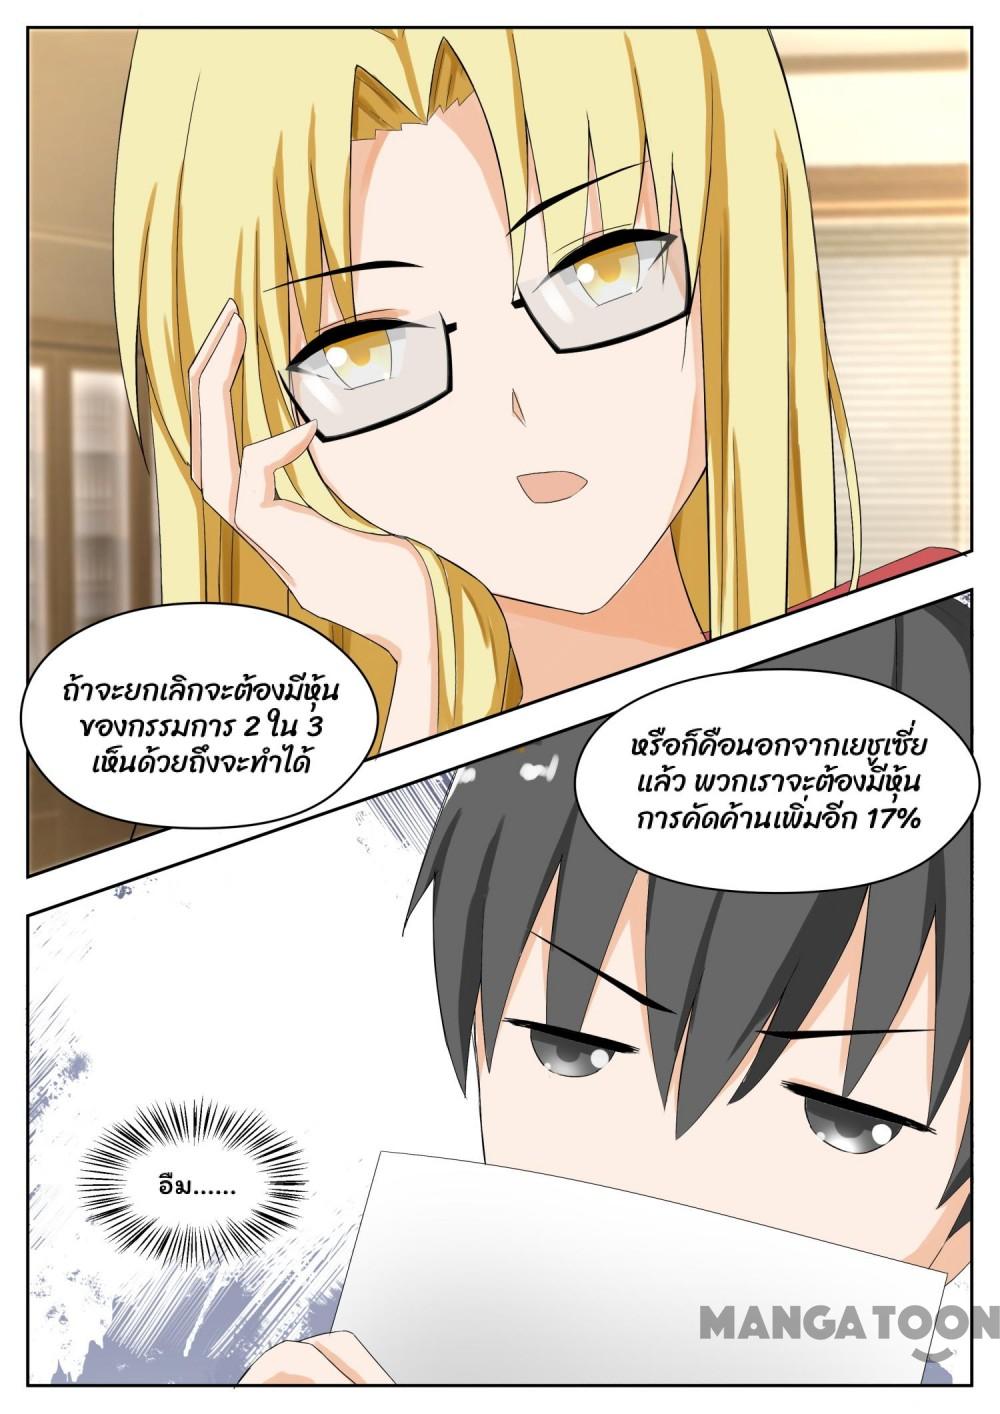 ถ้าจะยกเลิกจะต้องมีหุ้น
ของกรรมการ 2 ใน 3
เห็นด้วยถึงจะทำได้
หรือก็คือนอกจากเยชูเซี่ย
แล้ว พวกเราจะต้องมีหุ้น
การคัดค้านเพิ่มอีก 17%
อืม......
MANGATOON